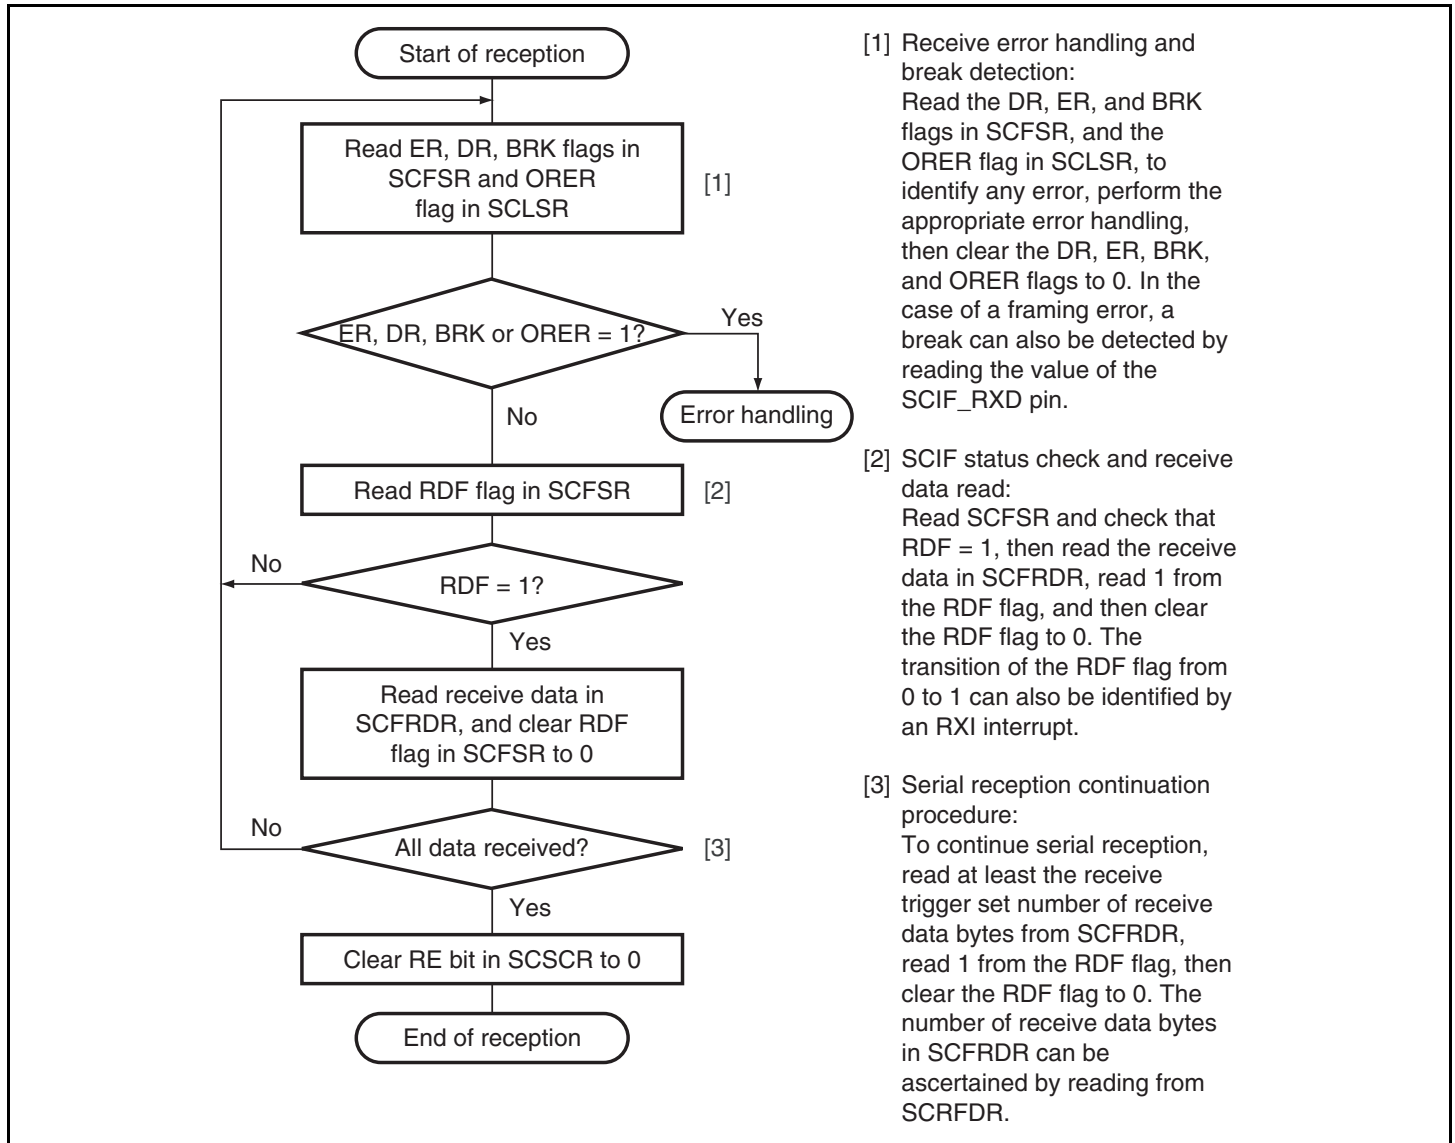 Start of reception
Read ER, DR, BRK flags in
SCFSR and ORER
flag in SCLSR
[1]
ER, DR, BRK or ORER = 1?
Yes
Error handling
No
Read RDF flag in SCFSR
[2]
No
RDF = 1?
Yes
Read receive data in
SCFRDR, and clear RDF
flag in SCFSR to 0
No
All data received?
[3]
Yes
Clear RE bit in SCSCR to 0
End of reception
[1] Receive error handling and
break detection:
Read the DR, ER, and BRK
flags in SCFSR, and the
ORER flag in SCLSR, to
identify any error, perform the
appropriate error handling,
then clear the DR, ER, BRK,
and ORER flags to 0. In the
case of a framing error, a
break can also be detected by
reading the value of the
SCIF_RXD pin.
[2] SCIF status check and receive
data read:
Read SCFSR and check that
RDF = 1, then read the receive
data in SCFRDR, read 1 from
the RDF flag, and then clear
the RDF flag to 0. The
transition of the RDF flag from
0 to 1 can also be identified by
an RXI interrupt.
[3] Serial reception continuation
procedure:
To continue serial reception,
read at least the receive
trigger set number of receive
data bytes from SCFRDR,
read 1 from the RDF flag, then
clear the RDF flag to 0. The
number of receive data bytes
in SCFRDR can be
ascertained by reading from
SCRFDR.